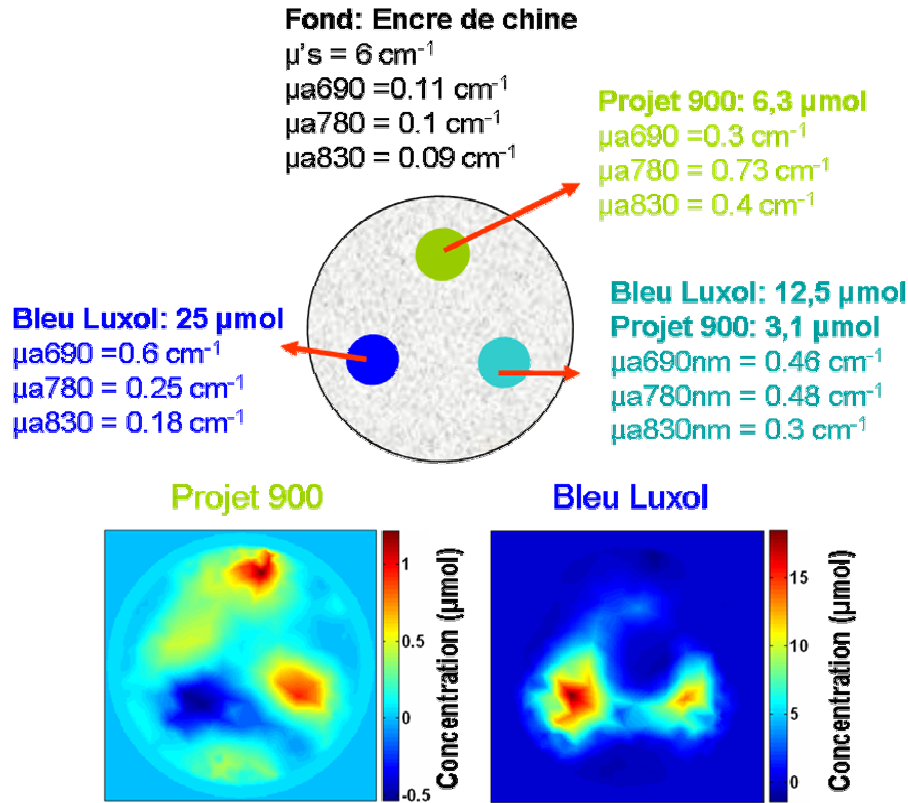 Fond: Encre de chine
µ's = 6 cm-1
µa690 =0.11 cm-1
µa780 = 0.1 cm-1
µa830 = 0.09 cm-1
Projet 900: 6,3 µmol
µa690 =0.3 cm-1
µa780 = 0.73 cm-1
µa830 = 0.4 cm-1
Bleu Luxol: 25 µmol
µa690 =0.6 cm-1
µa780 = 0.25 cm-1
µa830 = 0.18 cm-1
Bleu Luxol: 12,5 µmol
Projet 900: 3,1 µmol
µa690nm = 0.46 cm-1
µa780nm = 0.48 cm-1
µa830nm = 0.3 cm-1
Projet 900
1
0.5
0
-0.5
Concentration (µmol)
Bleu Luxol
15
10
5
0
Concentration (µmol)